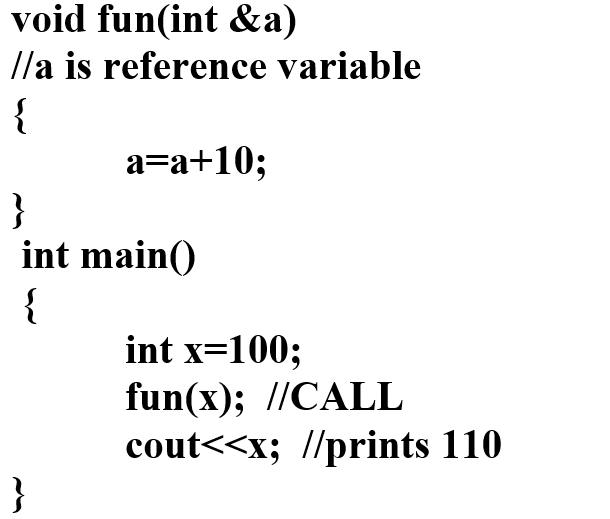 void fun(int &a)
//a is reference variable
{
a=a+10;
}
int main()
{
int x=100;
fun(x); //CALL
cout<<x; //prints 110
}